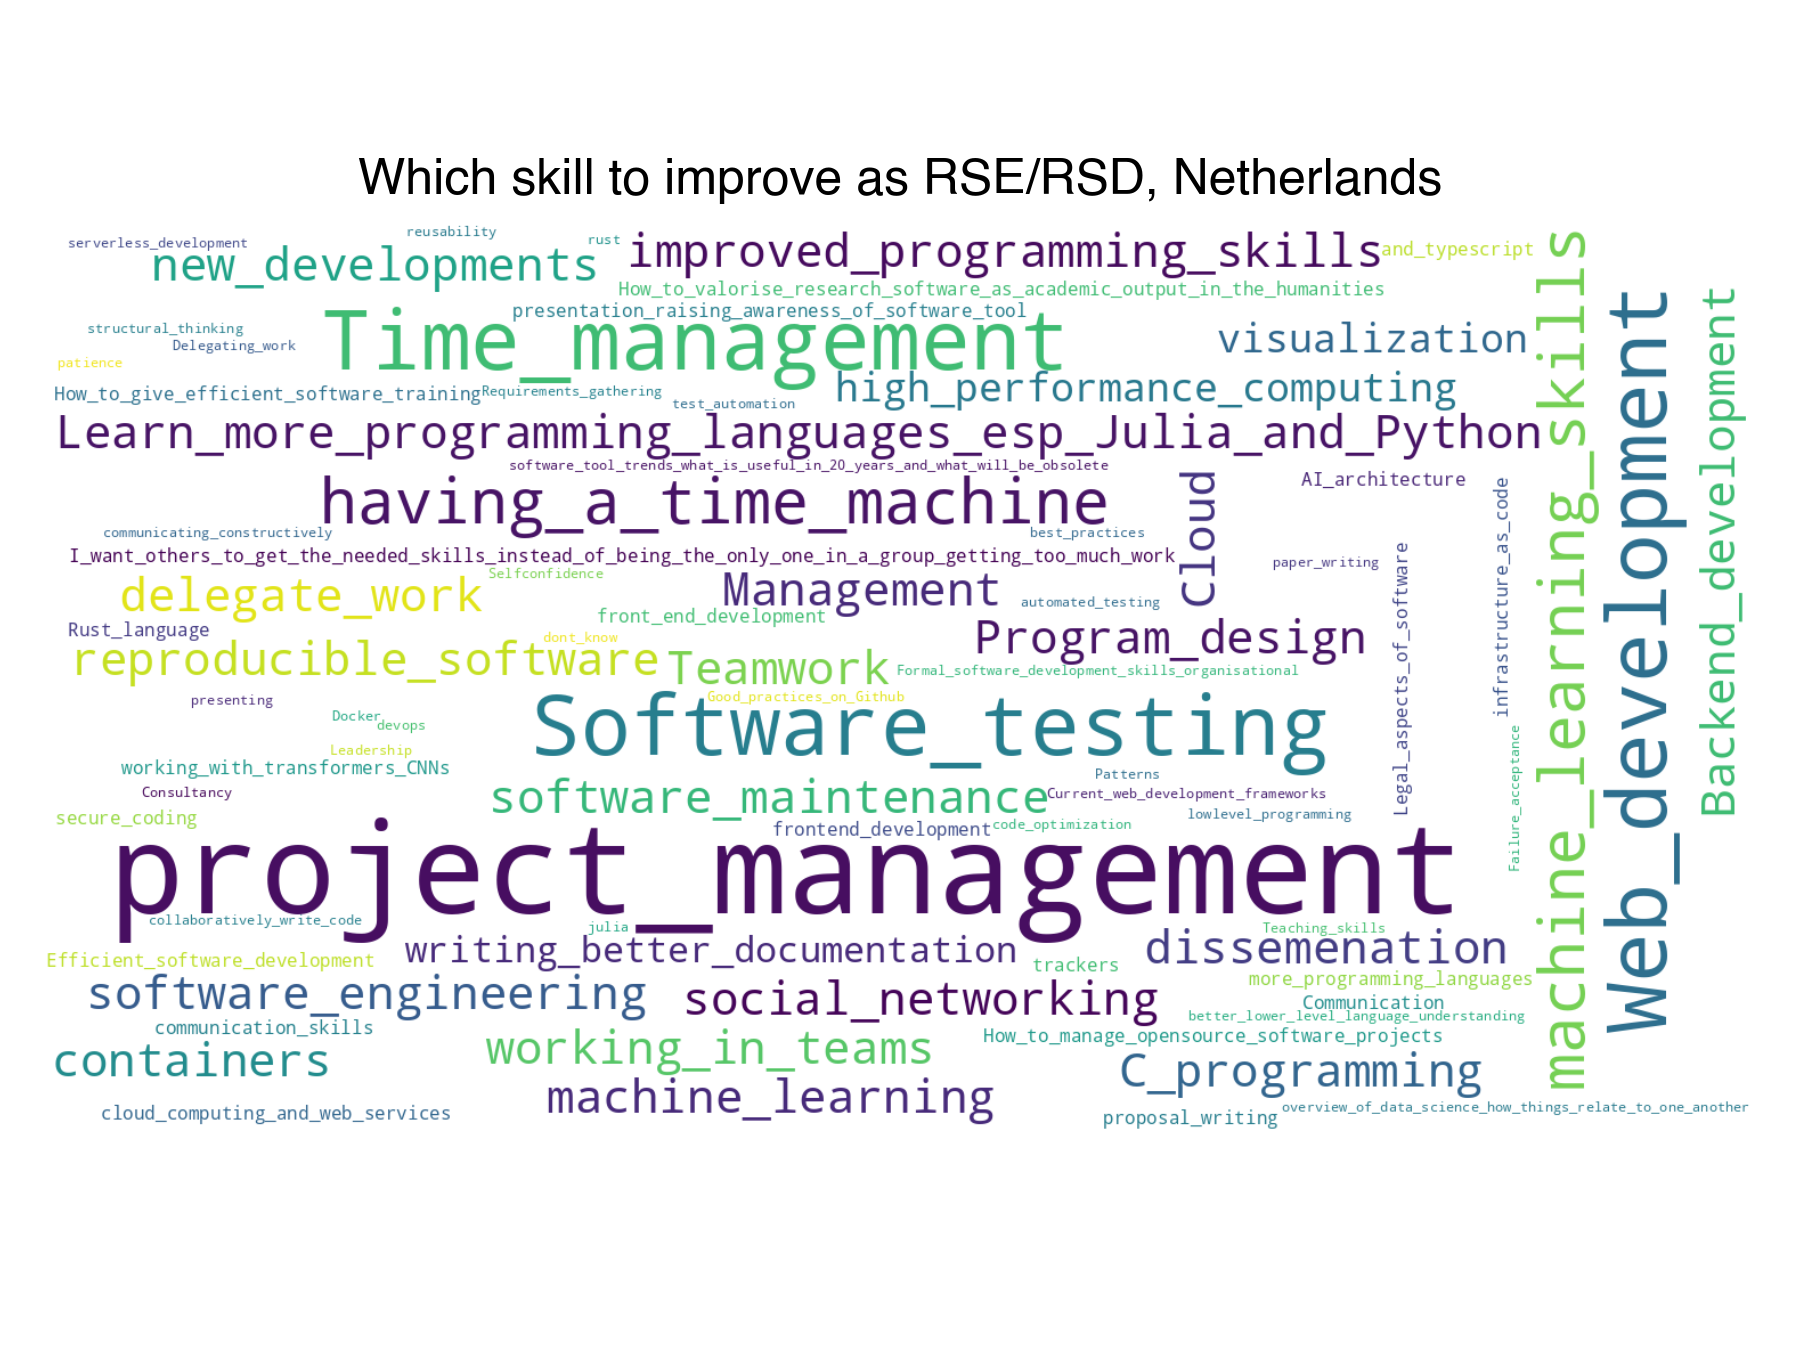 Which skill to improve as RSE/RSD, Netherlands
serverless_development
reusability
rust
new_developments
improved_programming_skills
and_typescript
How_to_valorise_research_software_as_academic_output_in_the_humanities
presentation_raising_awareness_of_software_tool
structural_thinking
Delegating_work
patience
Time_management
visualization
How_to_give_efficient_software_training
Requirements_gathering
test_automation
high_performance_computing
Learn_more_programming_languages_esp_Julia_and_Python
software_tool_trends_what_is_useful_in_20_years_and_what_will_be_obsolete
having_a_time_machine
Cloud
AI_architecture
communicating_constructively
best_practices
I_want_others_to_get_the_needed_skills_instead_of_being_the_only_one_in_a_group_getting_too_much_work
paper_writing
delegate_work
Selfconfidence
Management
automated_testing
front_end_development
Rust_language
dont_know
Program_design
reproducible_software
Teamwork
Formal_software_development_skills_organisational
presenting
Good_practices_on_Github
Docker
devops
Software_testing
Leadership
working_with_transformers_CNNs
Patterns
Consultancy
software_maintenance
Current_web_development_frameworks
secure_coding
lowlevel_programming
frontend_development
code_optimization
project_management
collaboratively_write_code
julia
Teaching_skills
Efficient_software_development
writing_better_documentation
trackers
dissemenation
more_programming_languages
software_engineering
social_networking
Communication
better_lower_level_language_understanding
communication_skills
How_to_manage_opensource_software_projects
containers
working_in_teams
C_programming
machine_learning
cloud_computing_and_web_services
proposal_writing
overview_of_data_science_how_things_relate_to_one_another
Legal_aspects_of_software
infrastructure_as_code
Failure_acceptance
machine_learning_skills
Web_development
Backend_development